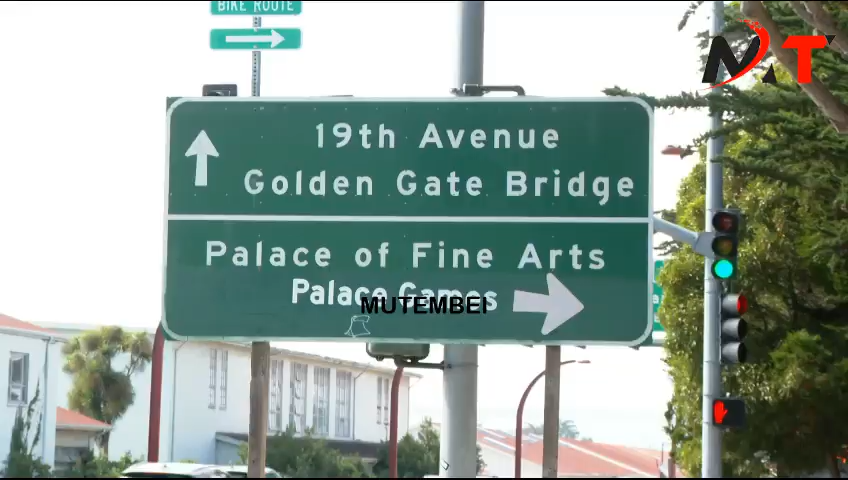 BIKE ROUTE
MT
19th Avenue
Golden Gate Bridge
Palace of Fine Arts
Palace Games
MUTEMBEI